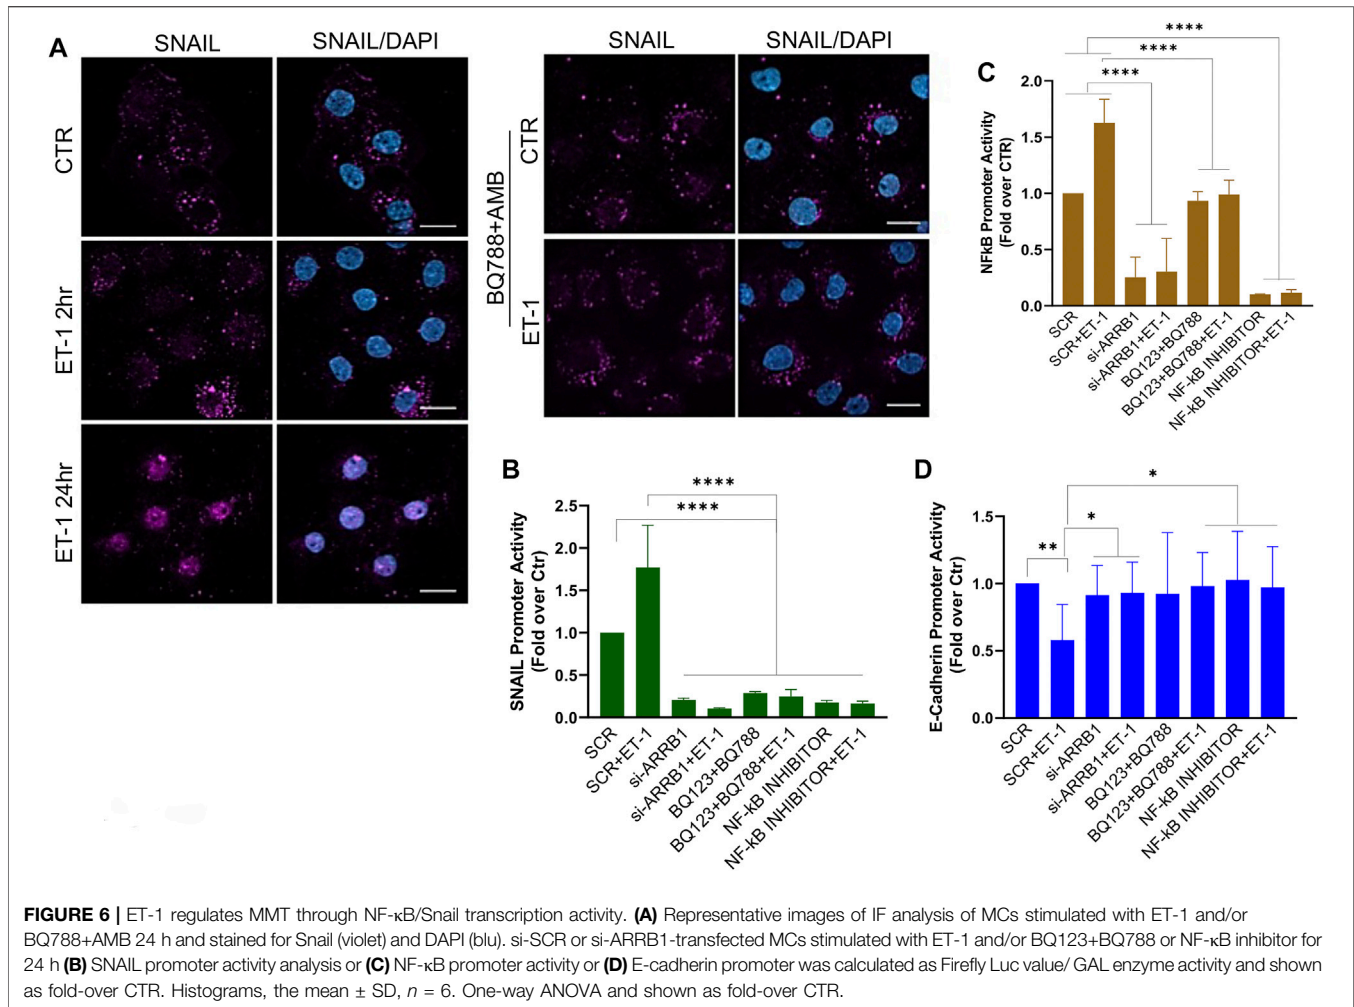 A
SNAIL
SNAIL/DAPI
CTR
ET-1 2hr
ET-1 24hr
SNAIL
SNAIL/DAPI
BQ788+AMB
CTR
ET-1
B
SNAIL Promoter Activity
(Fold over Ctr)
2.5
2.0
1.5
1.0
0.5
0.0
****
****
SCR
SCR+ET-1
si-ARRB1
si-ARRB1+ET-1
BQ123+BQ788
BQ123+BQ788+ET-1
NF-kB INHIBITOR
NF-kB INHIBITOR+ET-1
C
NFkB Promoter Activity
(Fold over CTR)
2.0
1.5
1.0
0.5
0.0
****
****
****
SCR
SCR+ET-1
si-ARRB1
si-ARRB1+ET-1
BQ123+BQ788
BQ123+BQ788+ET-1
NF-kB INHIBITOR
NF-kB INHIBITOR+ET-1
D
E-Cadherin Promoter Activity
(Fold over Ctr)
1.5
1.0
0.5
0.0
*
*
**
SCR
SCR+ET-1
si-ARRB1
si-ARRB1+ET-1
BQ123+BQ788
BQ123+BQ788+ET-1
NF-kB INHIBITOR
NF-kB INHIBITOR+ET-1
FIGURE 6 | ET-1 regulates MMT through NF-κB/Snail transcription activity. (A) Representative images of IF analysis of MCs stimulated with ET-1 and/or
BQ788+AMB 24 h and stained for Snail (violet) and DAPI (blu). si-SCR or si-ARRB1-transfected MCs stimulated with ET-1 and/or BQ123+BQ788 or NF-κB inhibitor for
24 h (B) SNAIL promoter activity analysis or (C) NF-κB promoter activity or (D) E-cadherin promoter was calculated as Firefly Luc value/ GAL enzyme activity and shown
as fold-over CTR. Histograms, the mean ± SD, n = 6. One-way ANOVA and shown as fold-over CTR.